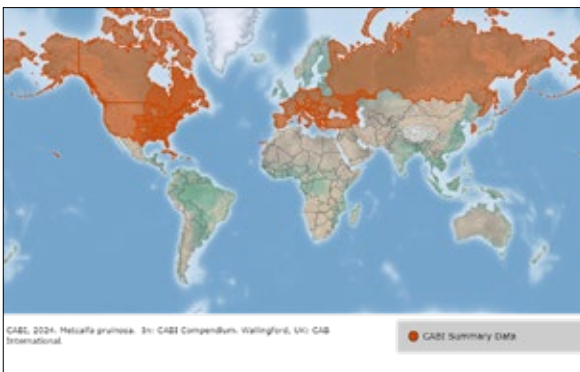 CABI, 2024. Metcalfa pruinosa. In: CABI Compendium. Wallingford, UK: CAB
International.
CABI Summary Data